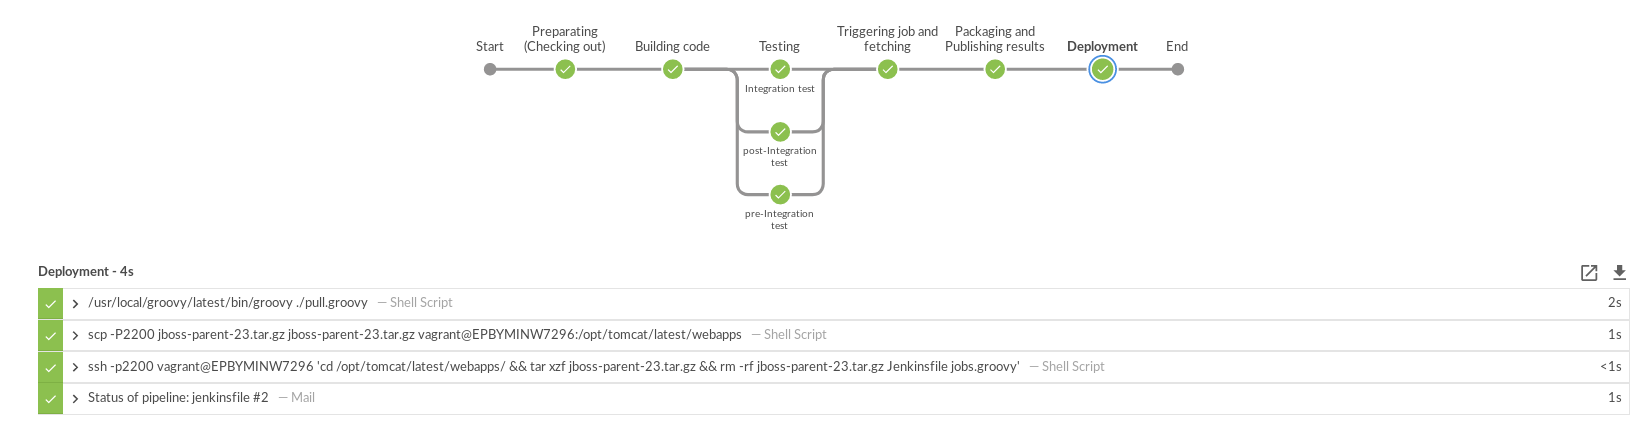 Start
Preparating
(Checking out)
Building code
Testing
Triggering job and
fetching
Packaging and
Publishing results
Deployment
End
Integration test
post-Integration
test
pre-Integration
test
Deployment - 4s
/usr/local/groovy/latest/bin/groovy ./pull.groovy — Shell Script 2s
scp -P2200 jboss-parent-23.tar.gz jboss-parent-23.tar.gz vagrant@EPBYMINW7296:/opt/tomcat/latest/webapps — Shell Script 1s
ssh -p2200 vagrant@EPBYMINW7296 'cd /opt/tomcat/latest/webapps/ && tar xzf jboss-parent-23.tar.gz && rm -rf jboss-parent-23.tar.gz Jenkinsfile jobs.groovy' — Shell Script <1s
Status of pipeline: jenkinsfile #2 — Mail 1s